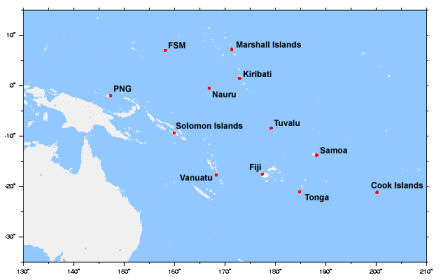 10°
0°
-10°
-20°
-30°
FSM
Marshall Islands
Kiribati
PNG
Nauru
Solomon Islands
Tuvalu
Samoa
Fiji
Vanuatu
Cook Islands
Tonga
130° 140° 150° 160° 170° 180° 190° 200° 210°